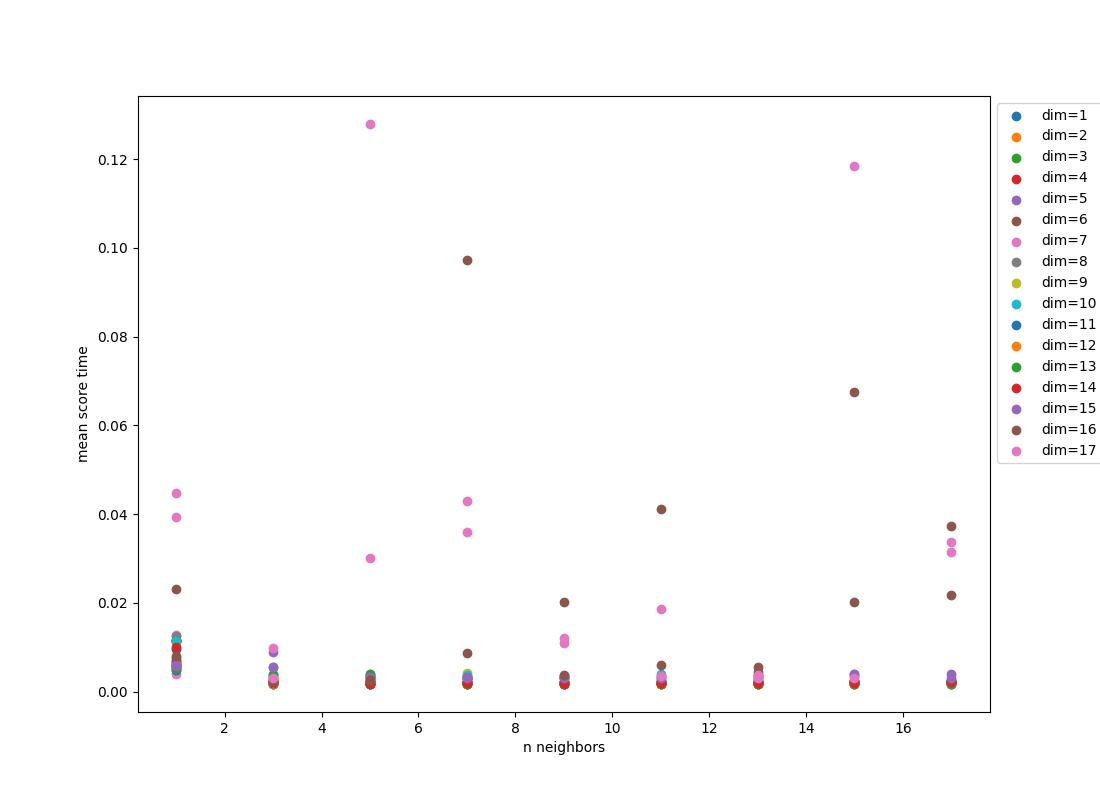 0.12
0.10
0.08
0.06
0.04
0.02
0.00
mean score time
2 4 6 8 10 12 14 16
n neighbors
dim=1
dim=2
dim=3
dim=4
dim=5
dim=6
dim=7
dim=8
dim=9
dim=10
dim=11
dim=12
dim=13
dim=14
dim=15
dim=16
dim=17